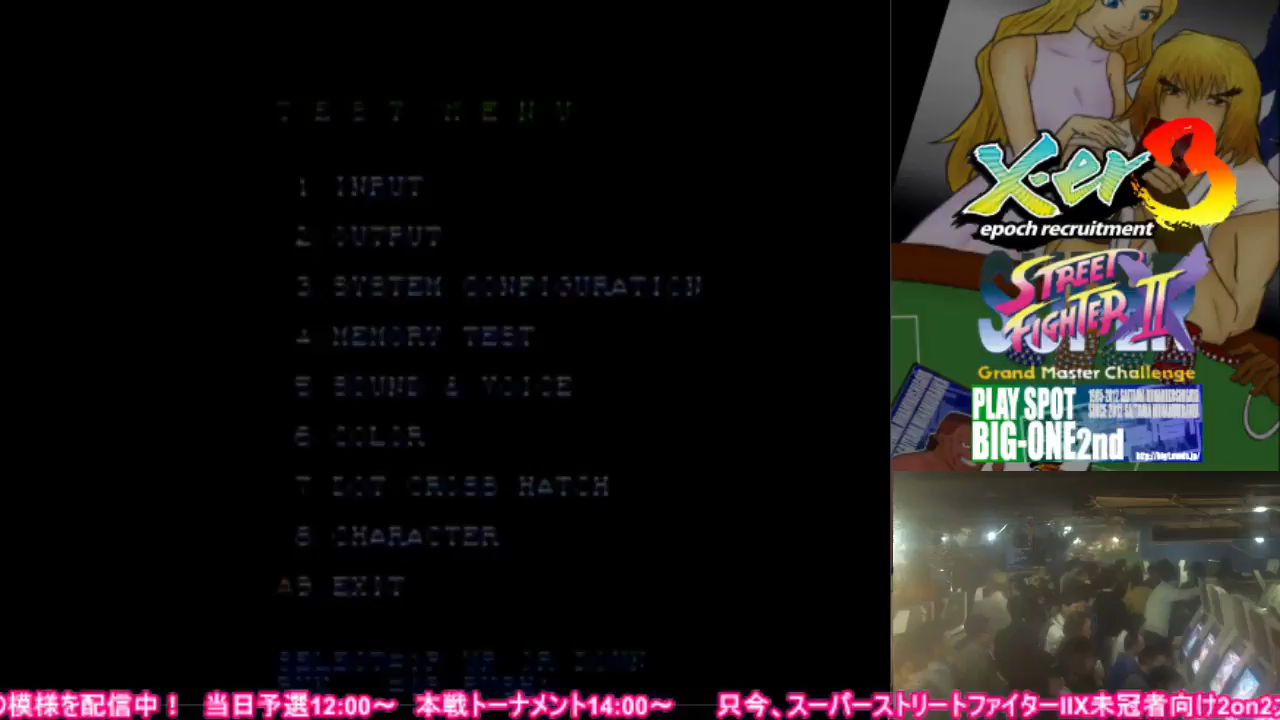 TEST MENU
1 INPUT
2 OUTPUT
3 SYSTEM CONFIGURATION
4 MEMORY TEST
5 SOUND & VOICE
6 COLOR
7 DOT CROSS HATCH
8 CHARACTER
9 EXIT
X-er3
epoch recruitment
SUPER
STREET
FIGHTER II X
Grand Master Challenge
PLAY SPOT
BIG-ONE2nd
の模様を配信中！　当日予選12:00～　本戦トーナメント14:00～　　只今、スーパーストリートファイターIIX未冠者向け2on2